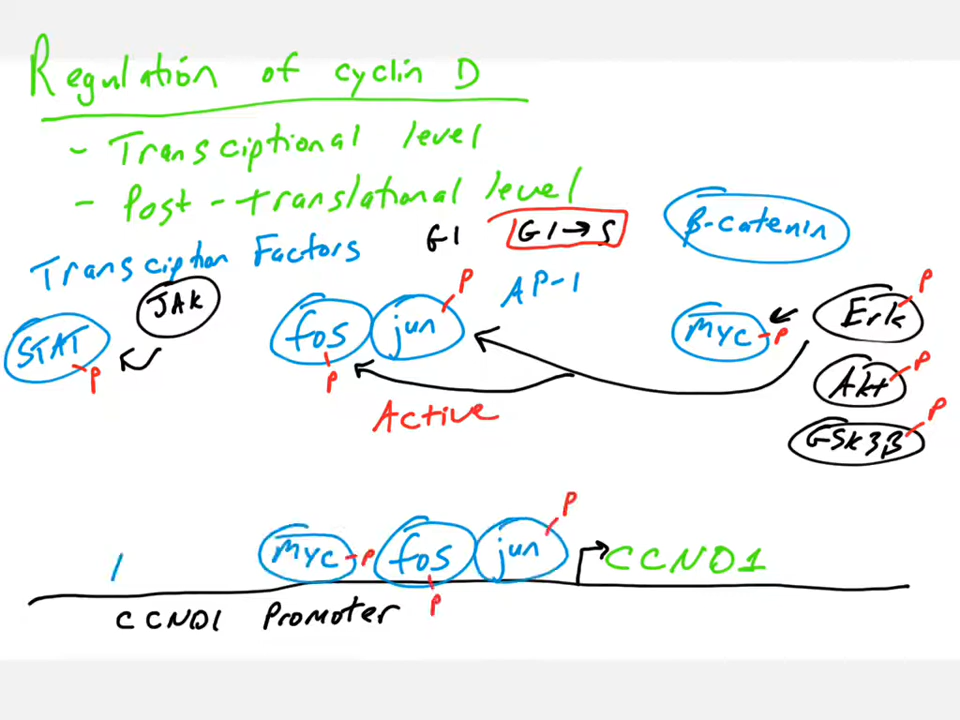 Regulation of cyclin D
- Transciptional level
- Post-translational level
Transciption Factors
G1
G1→S
β-catenin
JAK
STAT
P
fos
P
jun
P
AP-1
Myc
P
Erk
P
Akt
P
GSK3β
P
Active
Myc
P
fos
P
jun
P
CCND1
CCND1 Promoter